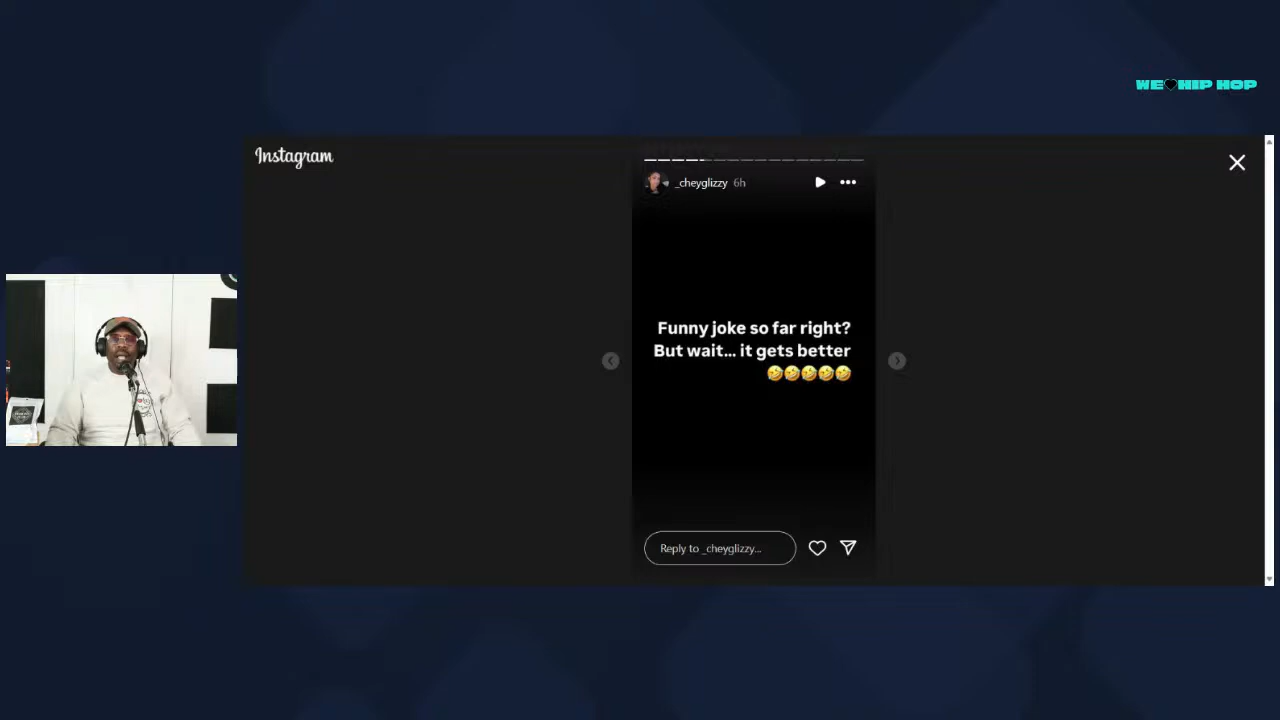 WE🖤HIP HOP
Instagram
_cheyglizzy 6h
Funny joke so far right?
But wait... it gets better
🤣🤣🤣🤣🤣
Reply to _cheyglizzy...